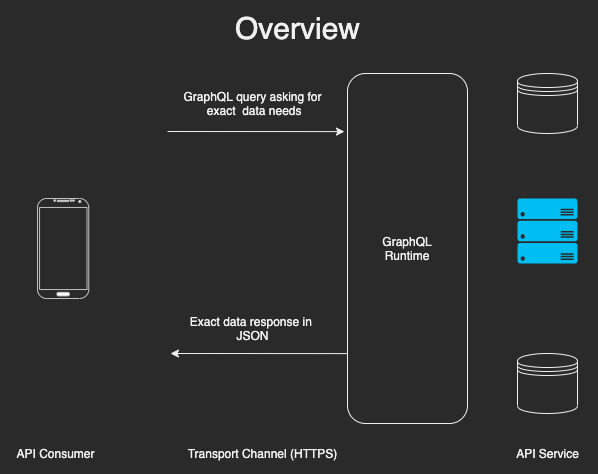 Overview
GraphQL query asking for
exact data needs
GraphQL
Runtime
Exact data response in
JSON
API Consumer
Transport Channel (HTTPS)
API Service